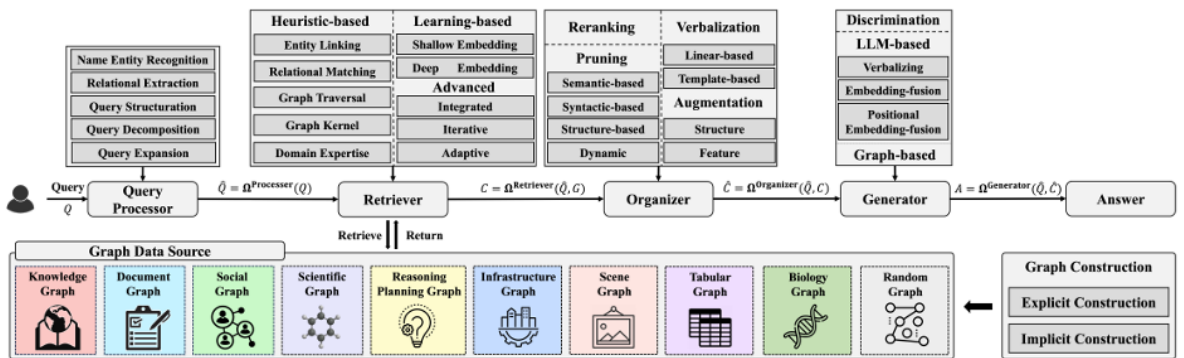 Name Entity Recognition
Relational Extraction
Query Structuration
Query Decomposition
Query Expansion
Heuristic-based
Entity Linking
Relational Matching
Graph Traversal
Graph Kernel
Domain Expertise
Learning-based
Shallow Embedding
Deep Embedding
Advanced
Integrated
Iterative
Adaptive
Reranking
Pruning
Semantic-based
Syntactic-based
Structure-based
Dynamic
Verbalization
Linear-based
Template-based
Augmentation
Structure
Feature
Discrimination
LLM-based
Verbalizing
Embedding-fusion
Positional
Embedding-fusion
Graph-based
Query
Q
Query
Processor
Q̂ = Ω^Processer(Q)
Retriever
C = Ω^Retriever(Q̂, G)
Organizer
Ĉ = Ω^Organizer(Q̂, C)
Generator
A = Ω^Generator(Q̂, Ĉ)
Answer
Retrieve
Return
Graph Data Source
Knowledge
Graph
Document
Graph
Social
Graph
Scientific
Graph
Reasoning
Planning Graph
Infrastructure
Graph
Scene
Graph
Tabular
Graph
Biology
Graph
Random
Graph
Graph Construction
Explicit Construction
Implicit Construction